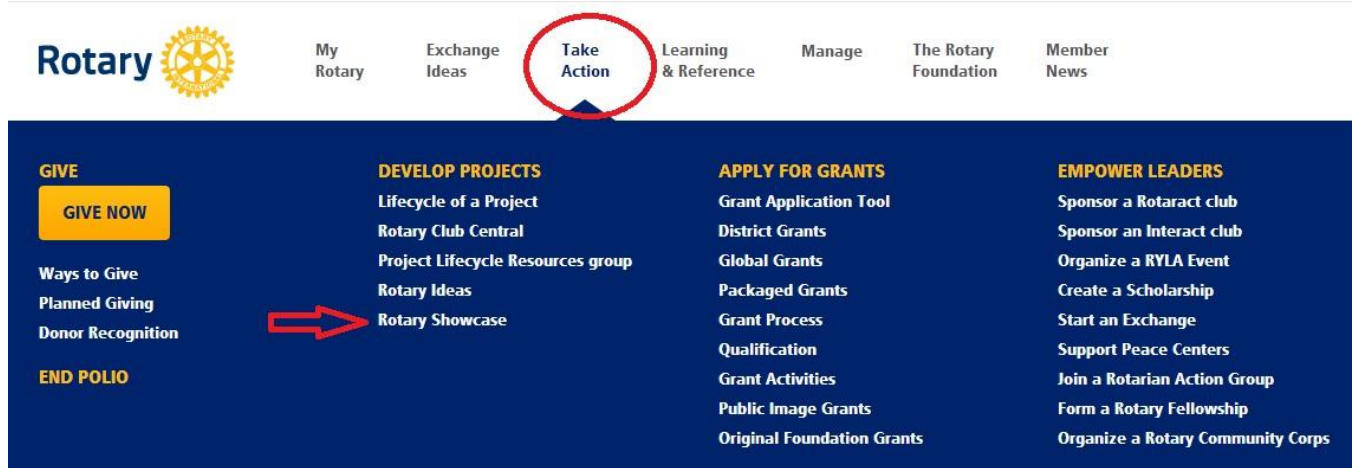 Rotary
ROTARY
INTERNATIONAL
My
Rotary
Exchange
Ideas
Take
Action
Learning
& Reference
Manage
The Rotary
Foundation
Member
News
GIVE
GIVE NOW
Ways to Give
Planned Giving
Donor Recognition
END POLIO
DEVELOP PROJECTS
Lifecycle of a Project
Rotary Club Central
Project Lifecycle Resources group
Rotary Ideas
Rotary Showcase
APPLY FOR GRANTS
Grant Application Tool
District Grants
Global Grants
Packaged Grants
Grant Process
Qualification
Grant Activities
Public Image Grants
Original Foundation Grants
EMPOWER LEADERS
Sponsor a Rotaract club
Sponsor an Interact club
Organize a RYLA Event
Create a Scholarship
Start an Exchange
Support Peace Centers
Join a Rotarian Action Group
Form a Rotary Fellowship
Organize a Rotary Community Corps